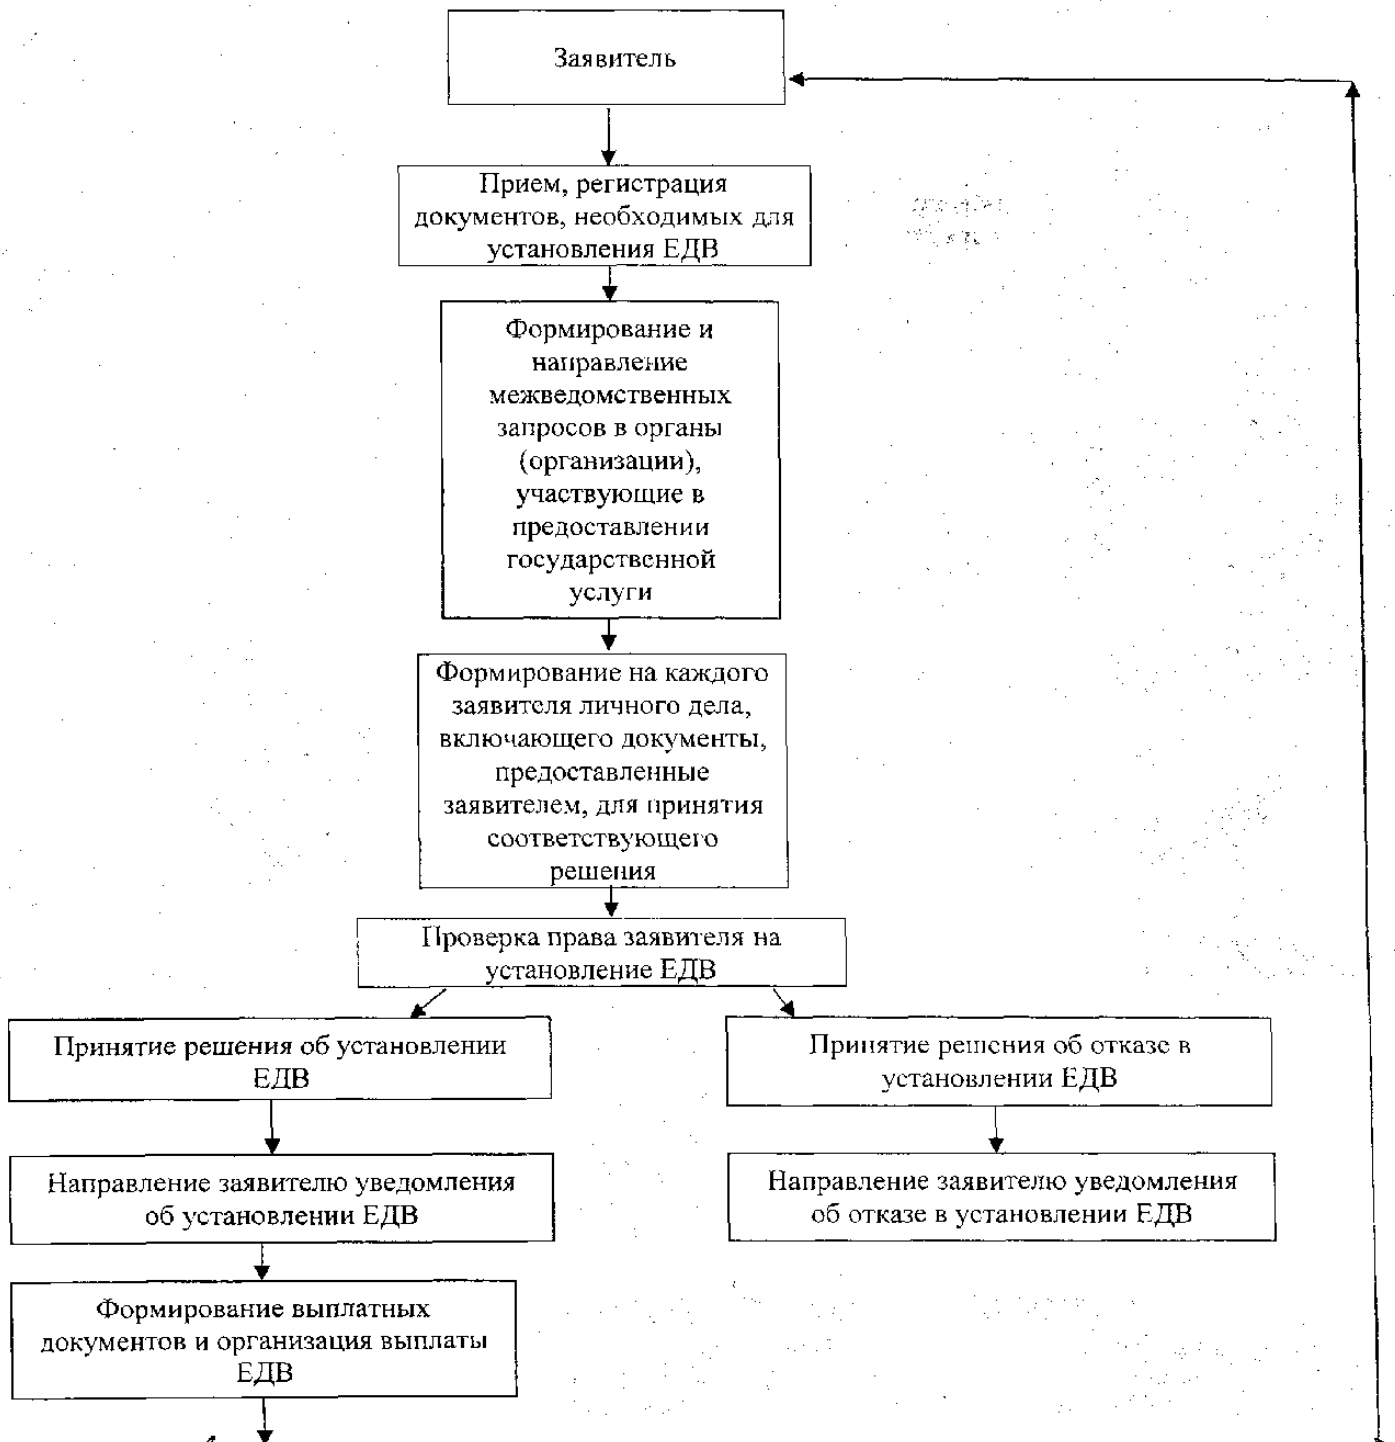 Заявитель
Прием, регистрация
документов, необходимых для
установления ЕДВ
Формирование и
направление
межведомственных
запросов в органы
(организации),
участвующие в
предоставлении
государственной
услуги
Формирование на каждого
заявителя личного дела,
включающего документы,
предоставленные
заявителем, для принятия
соответствующего
решения
Проверка права заявителя на
установление ЕДВ
Принятие решения об установлении
ЕДВ
Принятие решения об отказе в
установлении ЕДВ
Направление заявителю уведомления
об установлении ЕДВ
Направление заявителю уведомления
об отказе в установлении ЕДВ
Формирование выплатных
документов и организация выплаты
ЕДВ